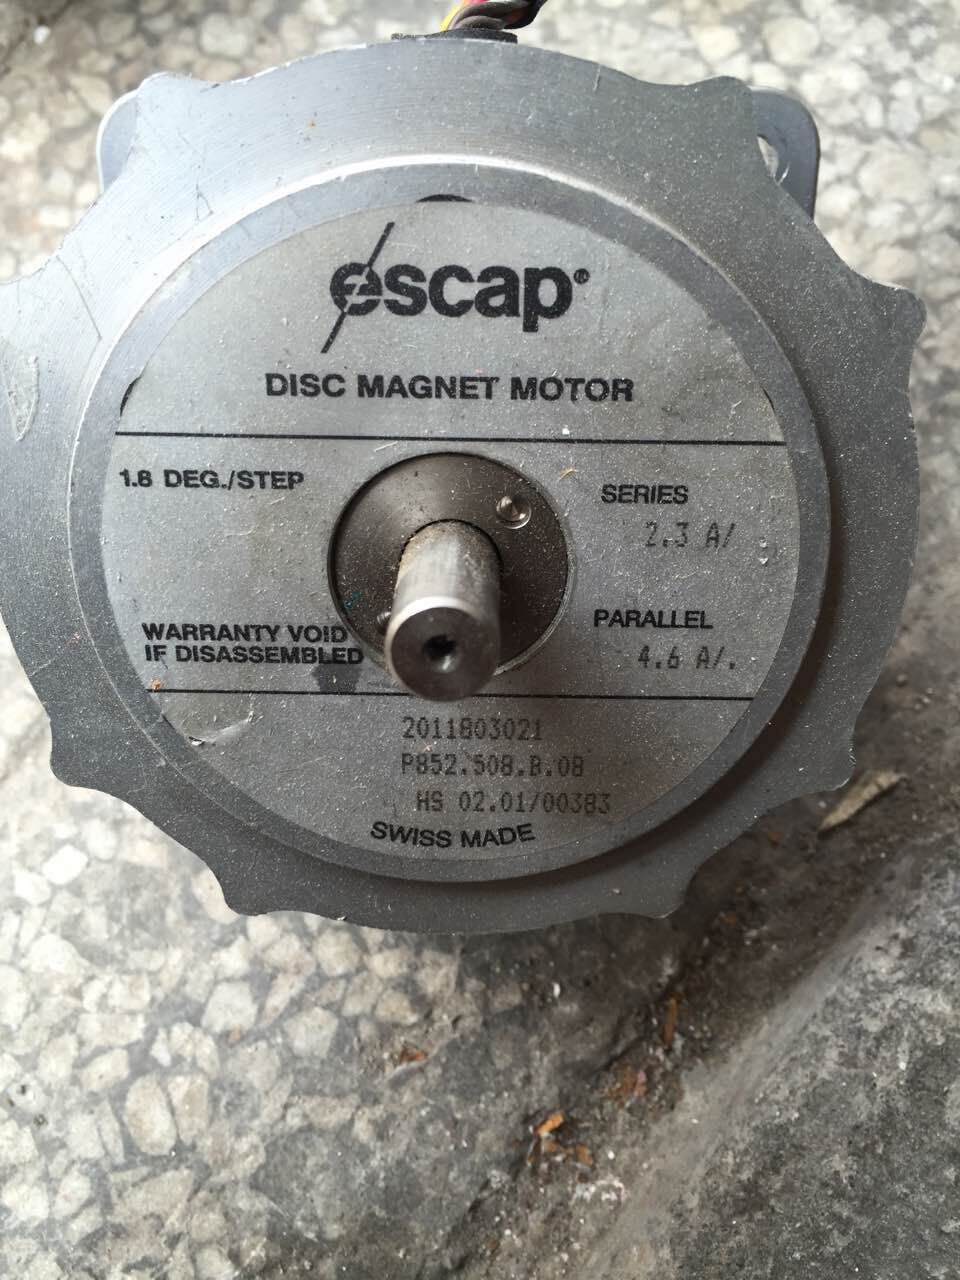 escap®
DISC MAGNET MOTOR
1.8 DEG./STEP
SERIES
2.3 A/
PARALLEL
4.6 A/.
WARRANTY VOID
IF DISASSEMBLED
2011803021
P852.508.B.08
HS 02.01/00383
SWISS MADE